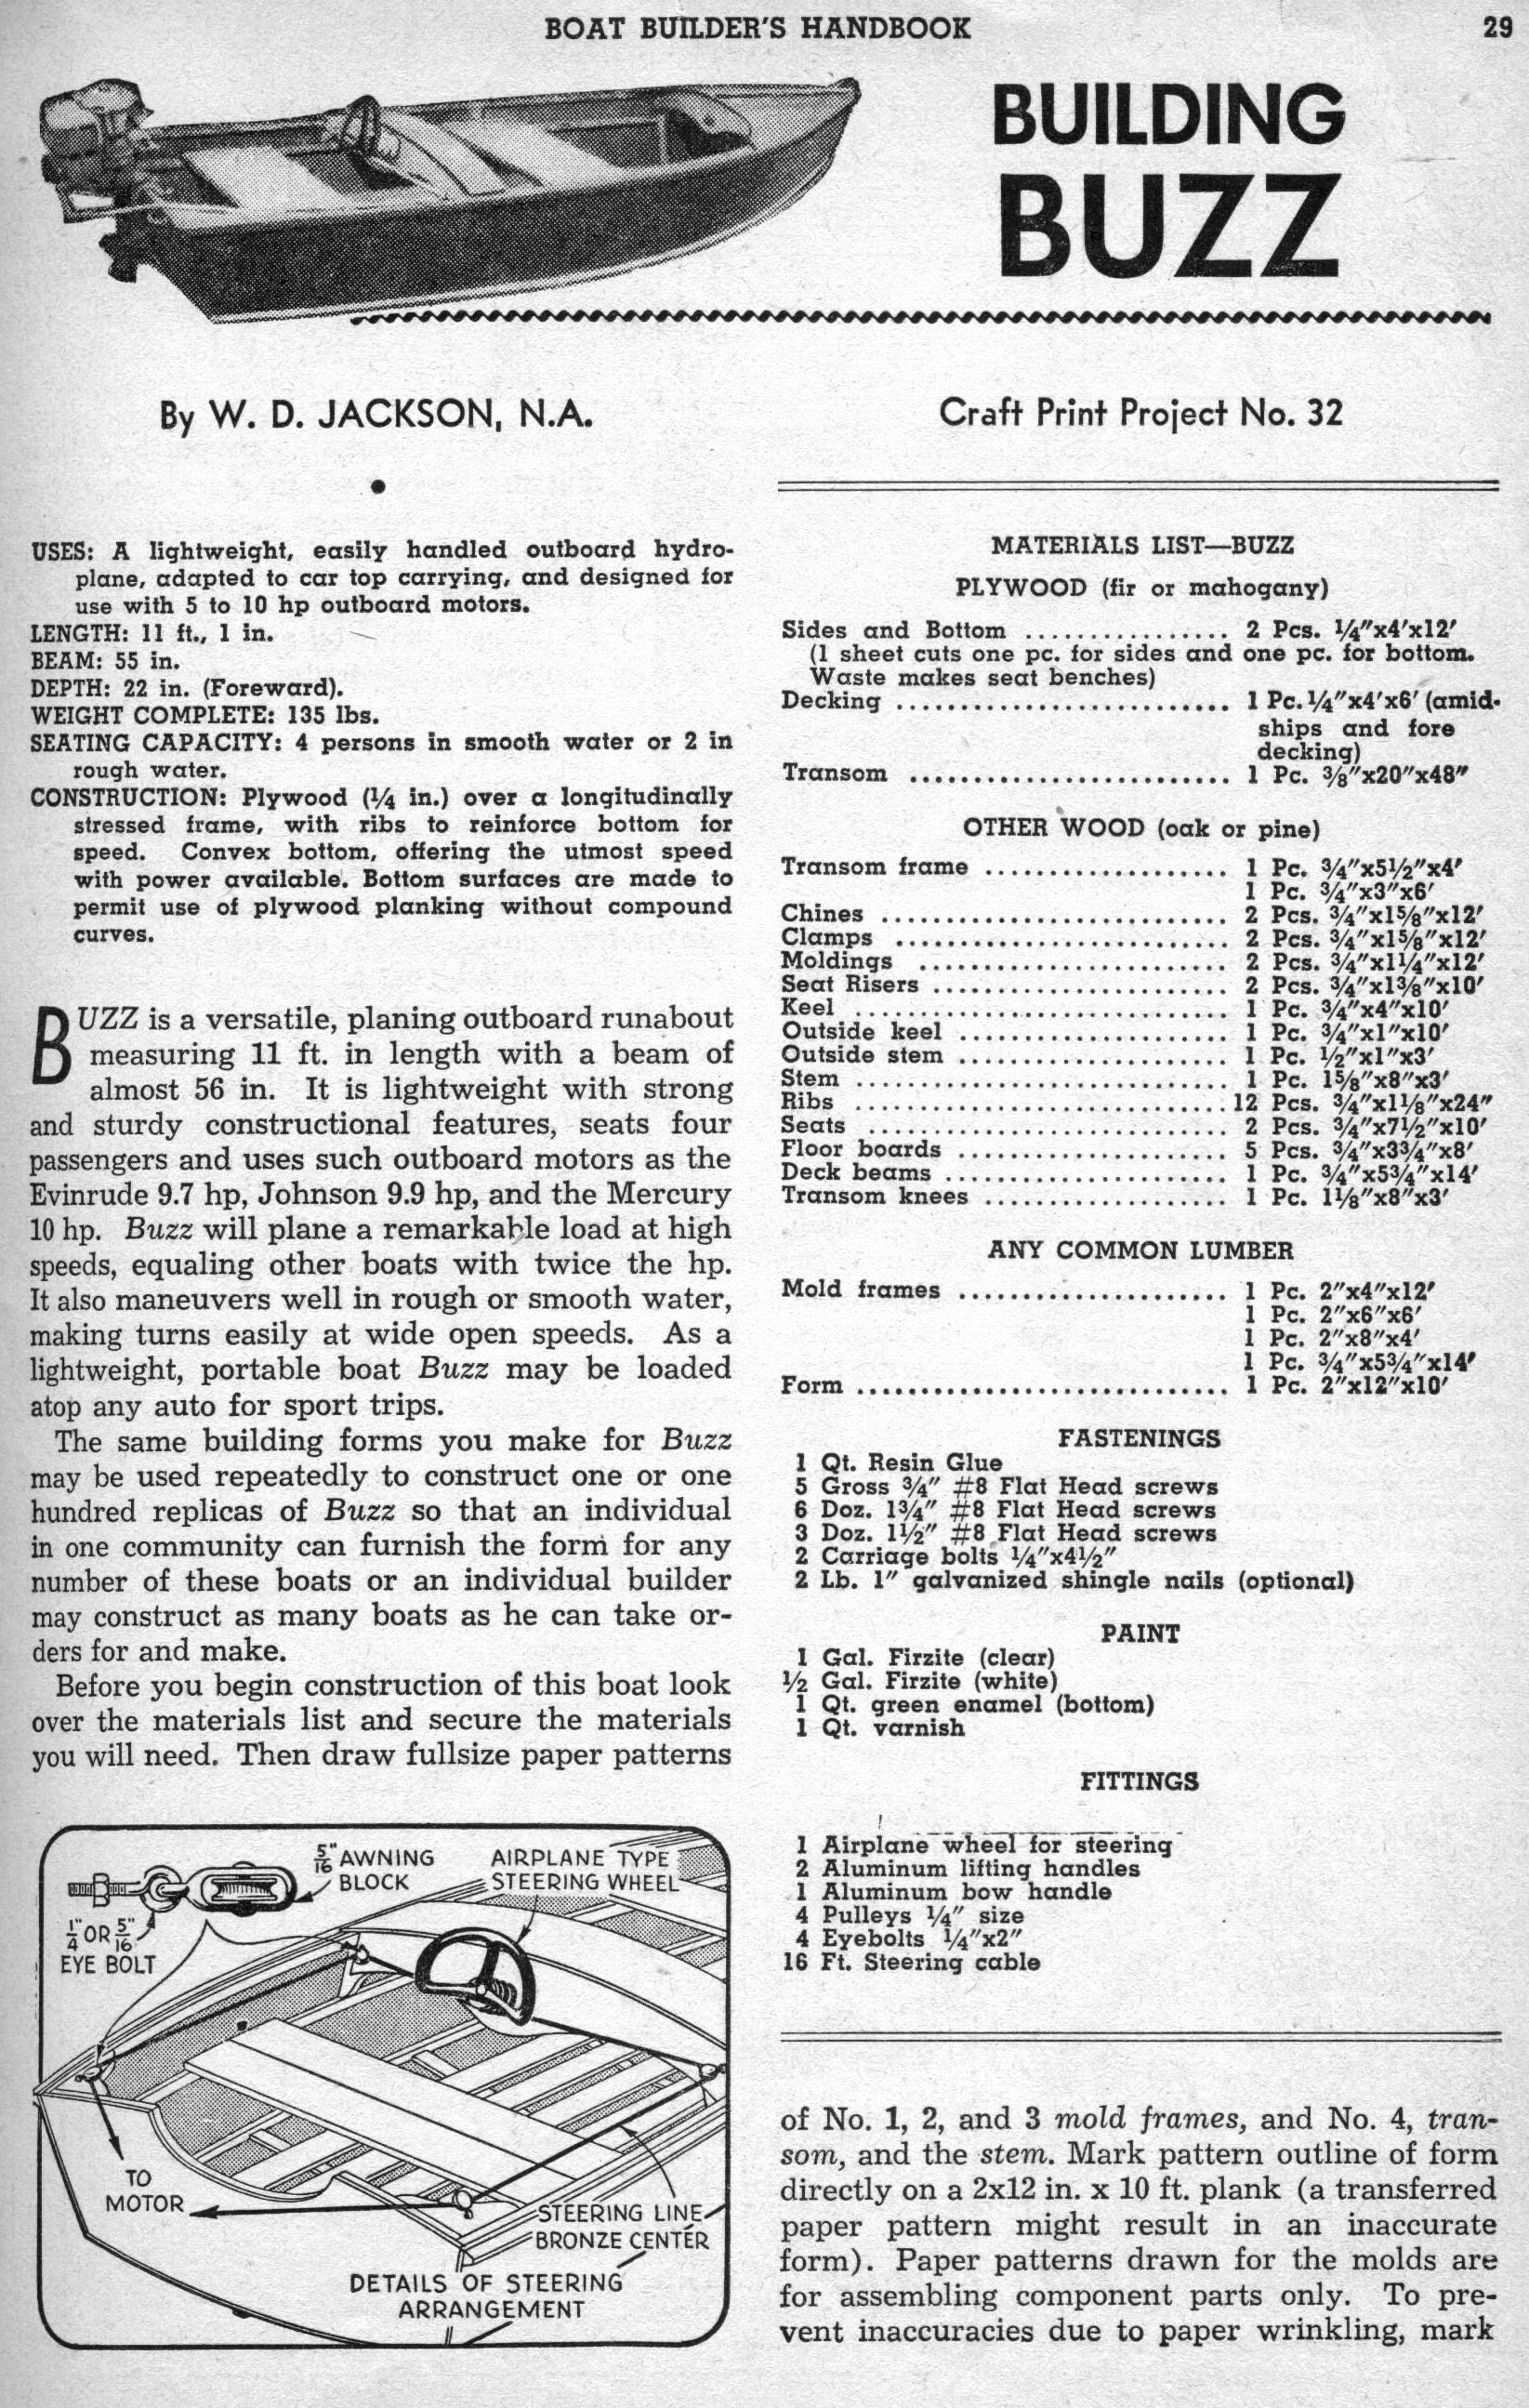 BOAT BUILDER'S HANDBOOK
29
BUILDING
BUZZ
By W. D. JACKSON, N.A.
Craft Print Project No. 32
USES: A lightweight, easily handled outboard hydro-
plane, adapted to car top carrying, and designed for
use with 5 to 10 hp outboard motors.
LENGTH: 11 ft., 1 in.
BEAM: 55 in.
DEPTH: 22 in. (Foreward).
WEIGHT COMPLETE: 135 lbs.
SEATING CAPACITY: 4 persons in smooth water or 2 in
rough water.
CONSTRUCTION: Plywood (¼ in.) over a longitudinally
stressed frame, with ribs to reinforce bottom for
speed. Convex bottom, offering the utmost speed
with power available. Bottom surfaces are made to
permit use of plywood planking without compound
curves.
BUZZ is a versatile, planing outboard runabout
measuring 11 ft. in length with a beam of
almost 56 in. It is lightweight with strong
and sturdy constructional features, seats four
passengers and uses such outboard motors as the
Evinrude 9.7 hp, Johnson 9.9 hp, and the Mercury
10 hp. Buzz will plane a remarkable load at high
speeds, equaling other boats with twice the hp.
It also maneuvers well in rough or smooth water,
making turns easily at wide open speeds. As a
lightweight, portable boat Buzz may be loaded
atop any auto for sport trips.
The same building forms you make for Buzz
may be used repeatedly to construct one or one
hundred replicas of Buzz so that an individual
in one community can furnish the form for any
number of these boats or an individual builder
may construct as many boats as he can take or-
ders for and make.
Before you begin construction of this boat look
over the materials list and secure the materials
you will need. Then draw fullsize paper patterns
5/16" AWNING
BLOCK
AIRPLANE TYPE
STEERING WHEEL
1/4" OR 5/16"
EYE BOLT
TO
MOTOR
STEERING LINE
BRONZE CENTER
DETAILS OF STEERING
ARRANGEMENT
MATERIALS LIST—BUZZ
PLYWOOD (fir or mahogany)
Sides and Bottom ................ 2 Pcs. ¼"x4'x12'
(1 sheet cuts one pc. for sides and one pc. for bottom.
Waste makes seat benches)
Decking .......................... 1 Pc. ¼"x4'x6' (amid-
ships and fore
decking)
Transom ......................... 1 Pc. ⅜"x20"x48"
OTHER WOOD (oak or pine)
Transom frame ................... 1 Pc. ¾"x5½"x4'
1 Pc. ¾"x3"x6'
Chines ........................... 2 Pcs. ¾"x1⅝"x12'
Clamps .......................... 2 Pcs. ¾"x1⅝"x12'
Moldings ........................ 2 Pcs. ¾"x1¼"x12'
Seat Risers ....................... 2 Pcs. ¾"x1⅜"x10'
Keel ............................. 1 Pc. ¾"x4"x10'
Outside keel ..................... 1 Pc. ¾"x1"x10'
Outside stem ..................... 1 Pc. ½"x1"x3'
Stem ............................. 1 Pc. 1⅝"x8"x3'
Ribs ............................. 12 Pcs. ¾"x1⅛"x24"
Seats ............................ 2 Pcs. ¾"x7½"x10'
Floor boards ..................... 5 Pcs. ¾"x3¾"x8'
Deck beams ...................... 1 Pc. ¾"x5¾"x14'
Transom knees ................... 1 Pc. 1⅛"x8"x3'
ANY COMMON LUMBER
Mold frames ..................... 1 Pc. 2"x4"x12'
1 Pc. 2"x6"x6'
1 Pc. 2"x8"x4'
1 Pc. ¾"x5¾"x14'
Form ............................. 1 Pc. 2"x12"x10'
FASTENINGS
1 Qt. Resin Glue
5 Gross ¾" #8 Flat Head screws
6 Doz. 1¾" #8 Flat Head screws
3 Doz. 1½" #8 Flat Head screws
2 Carriage bolts ¼"x4½"
2 Lb. 1" galvanized shingle nails (optional)
PAINT
1 Gal. Firzite (clear)
½ Gal. Firzite (white)
1 Qt. green enamel (bottom)
1 Qt. varnish
FITTINGS
1 Airplane wheel for steering
2 Aluminum lifting handles
1 Aluminum bow handle
4 Pulleys ¼" size
4 Eyebolts ¼"x2"
16 Ft. Steering cable
of No. 1, 2, and 3 mold frames, and No. 4, tran-
som, and the stem. Mark pattern outline of form
directly on a 2x12 in. x 10 ft. plank (a transferred
paper pattern might result in an inaccurate
form). Paper patterns drawn for the molds are
for assembling component parts only. To pre-
vent inaccuracies due to paper wrinkling, mark